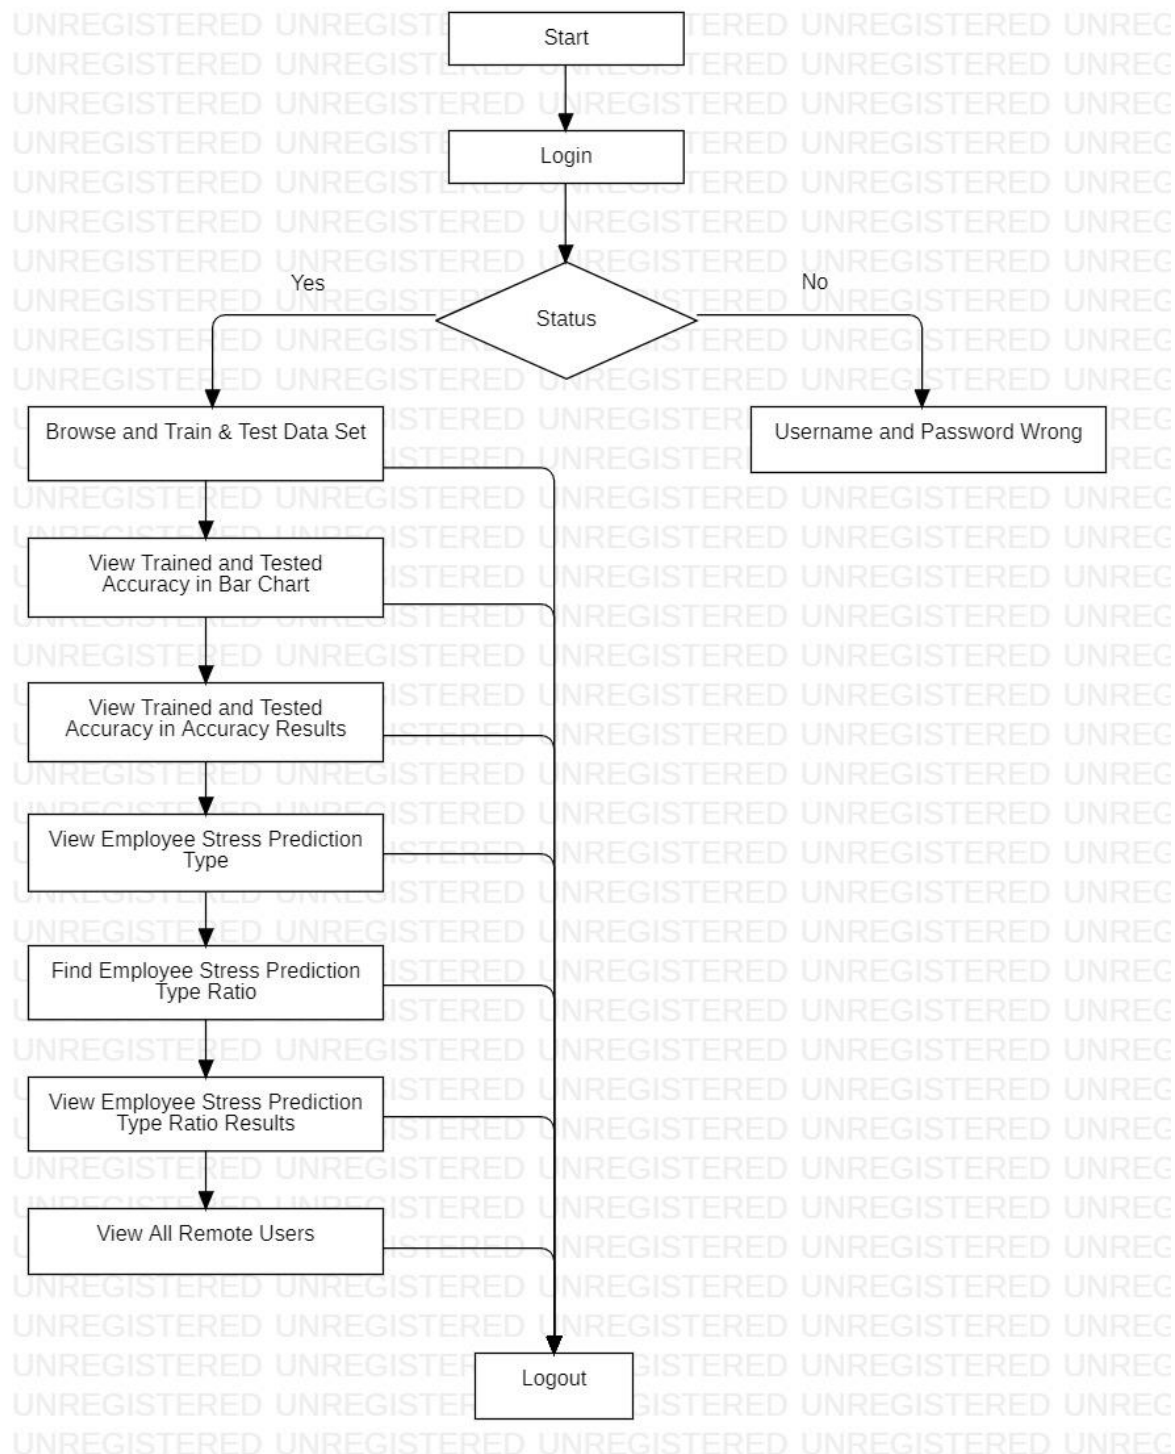 Start
Login
Yes
No
Status
Browse and Train & Test Data Set
Username and Password Wrong
View Trained and Tested
Accuracy in Bar Chart
View Trained and Tested
Accuracy in Accuracy Results
View Employee Stress Prediction
Type
Find Employee Stress Prediction
Type Ratio
View Employee Stress Prediction
Type Ratio Results
View All Remote Users
Logout
UNREGISTERED